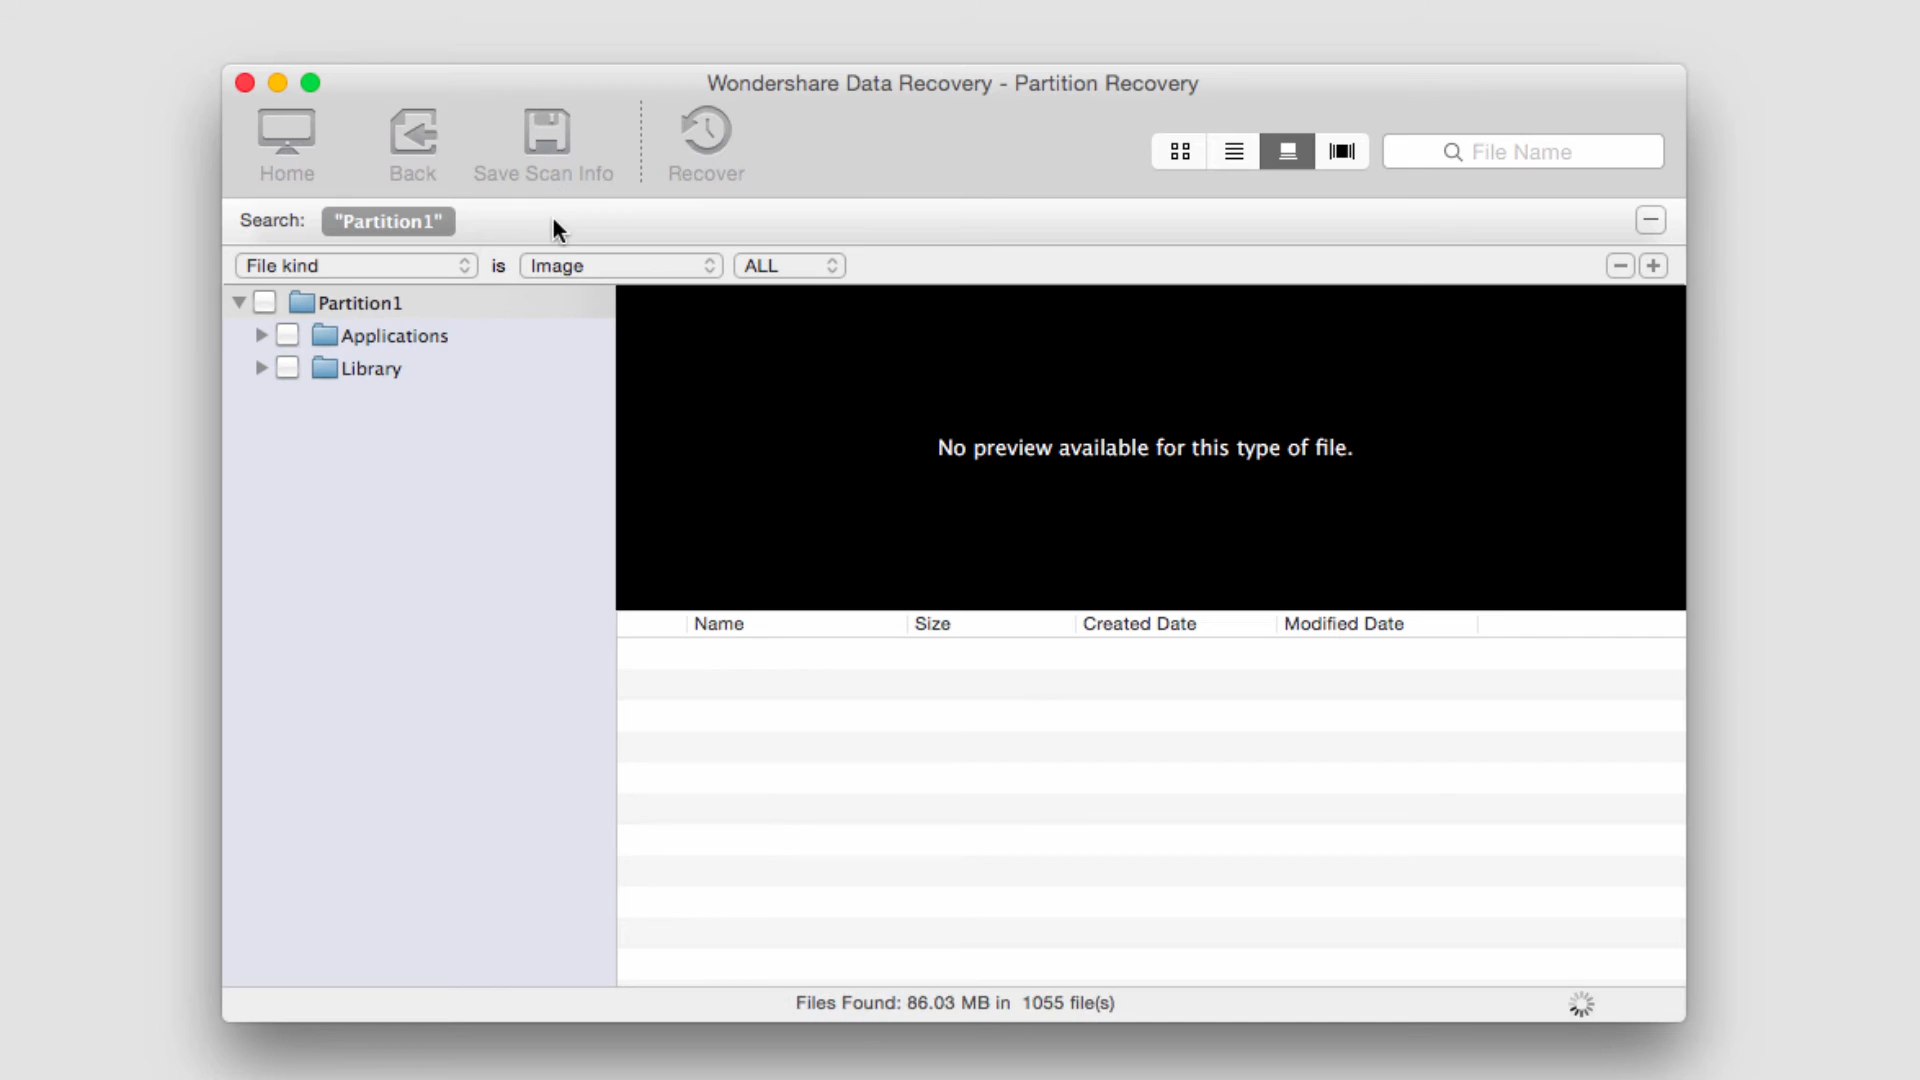 Wondershare Data Recovery - Partition Recovery
Home
Back
Save Scan Info
Recover
File Name
Search:
"Partition1"
File kind
is
Image
ALL
Partition1
Applications
Library
No preview available for this type of file.
Name
Size
Created Date
Modified Date
Files Found: 86.03 MB in 1055 file(s)